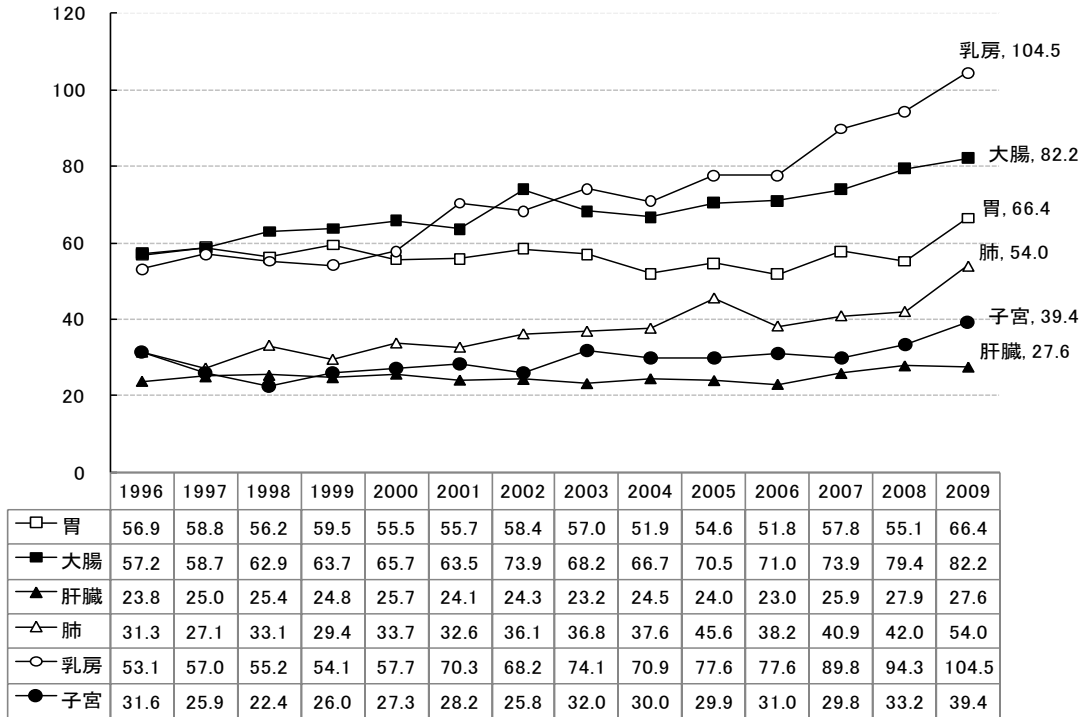 120
100
80
60
40
20
0
乳房, 104.5
大腸, 82.2
胃, 66.4
肺, 54.0
子宮, 39.4
肝臓, 27.6
1996 1997 1998 1999 2000 2001 2002 2003 2004 2005 2006 2007 2008 2009
胃 56.9 58.8 56.2 59.5 55.5 55.7 58.4 57.0 51.9 54.6 51.8 57.8 55.1 66.4
大腸 57.2 58.7 62.9 63.7 65.7 63.5 73.9 68.2 66.7 70.5 71.0 73.9 79.4 82.2
肝臓 23.8 25.0 25.4 24.8 25.7 24.1 24.3 23.2 24.5 24.0 23.0 25.9 27.9 27.6
肺 31.3 27.1 33.1 29.4 33.7 32.6 36.1 36.8 37.6 45.6 38.2 40.9 42.0 54.0
乳房 53.1 57.0 55.2 54.1 57.7 70.3 68.2 74.1 70.9 77.6 77.6 89.8 94.3 104.5
子宮 31.6 25.9 22.4 26.0 27.3 28.2 25.8 32.0 30.0 29.9 31.0 29.8 33.2 39.4